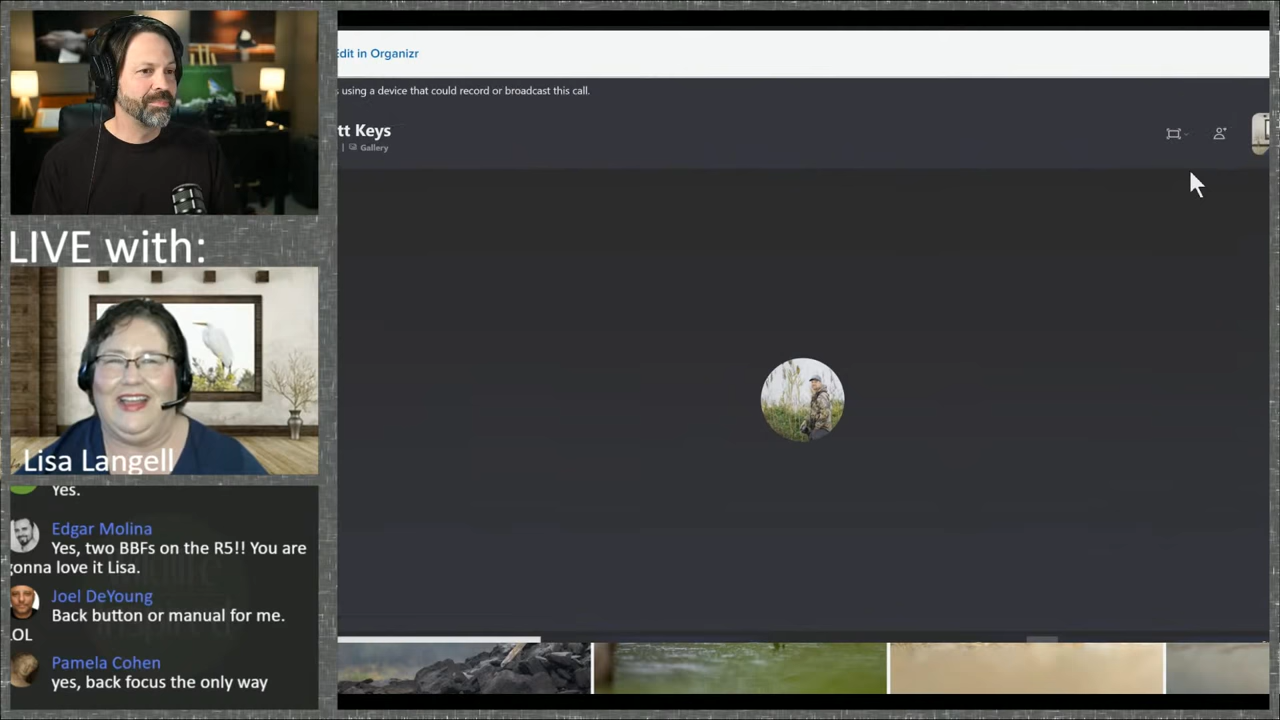 LIVE with:
Lisa Langell
Yes.
Edgar Molina
Yes, two BBFs on the R5!! You are
gonna love it Lisa.
Joel DeYoung
Back button or manual for me.
OL
Pamela Cohen
yes, back focus the only way
Edit in Organizr
s using a device that could record or broadcast this call.
tt Keys
| Gallery